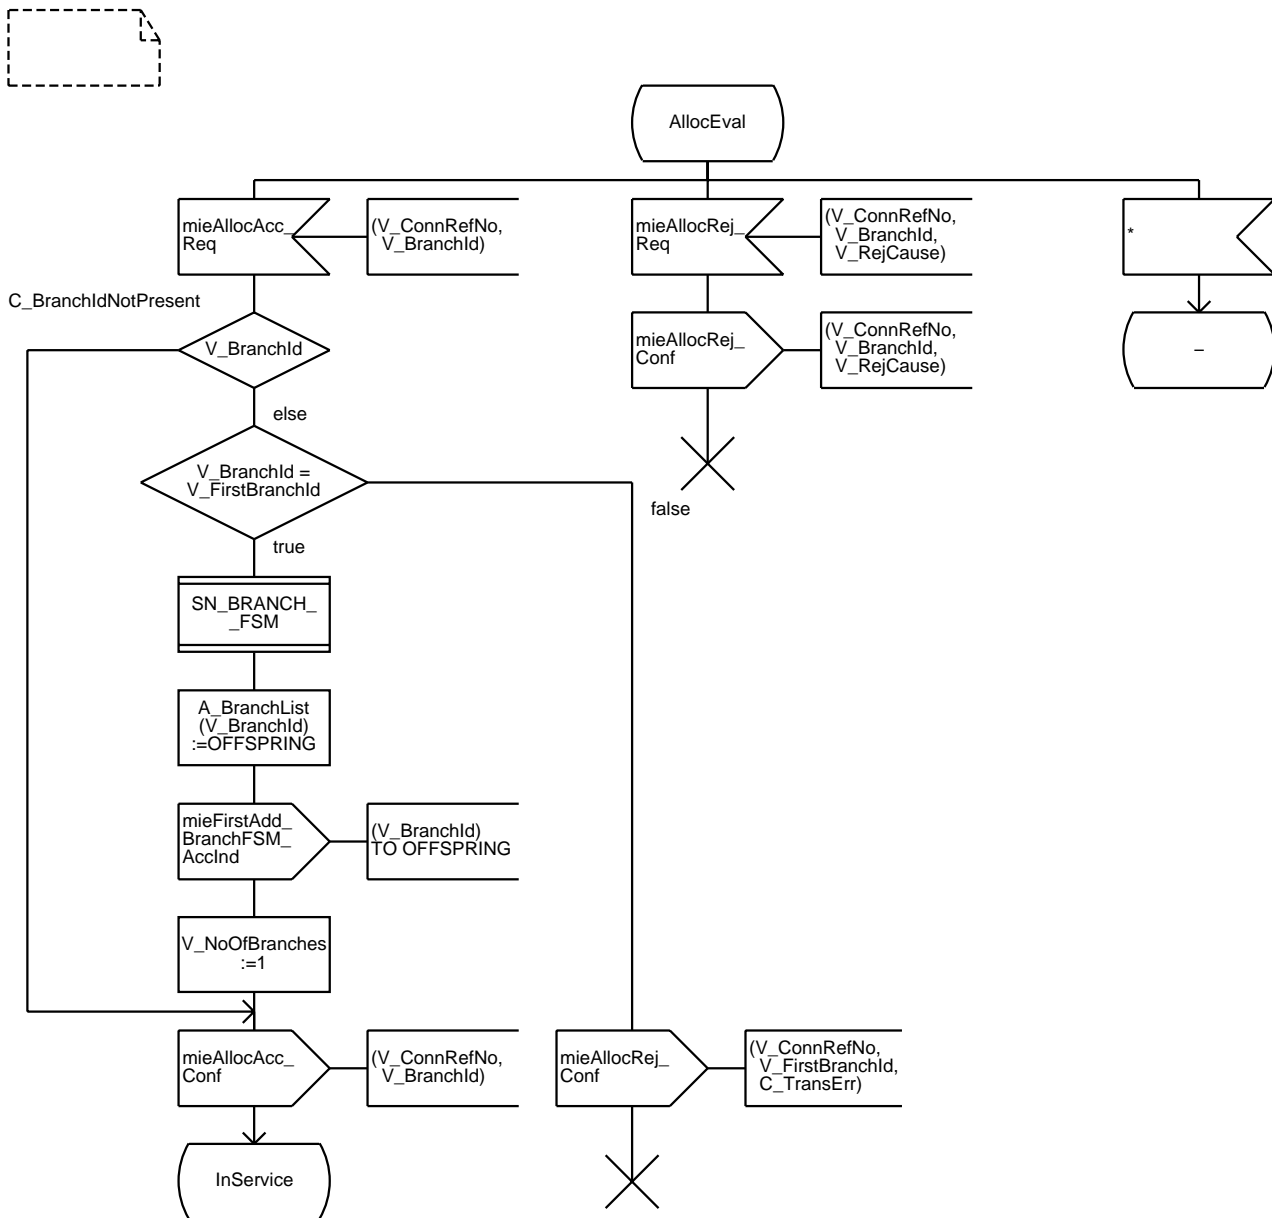 AllocEval
mieAllocAcc_
Req
(V_ConnRefNo,
V_BranchId)
mieAllocRej_
Req
(V_ConnRefNo,
V_BranchId,
V_RejCause)
*
C_BranchIdNotPresent
V_BranchId
mieAllocRej_
Conf
(V_ConnRefNo,
V_BranchId,
V_RejCause)
–
else
V_BranchId =
V_FirstBranchId
false
true
SN_BRANCH_
_FSM
A_BranchList
(V_BranchId)
:=OFFSPRING
mieFirstAdd_
BranchFSM_
AccInd
(V_BranchId)
TO OFFSPRING
V_NoOfBranches
:=1
mieAllocAcc_
Conf
(V_ConnRefNo,
V_BranchId)
mieAllocRej_
Conf
(V_ConnRefNo,
V_FirstBranchId,
C_TransErr)
InService